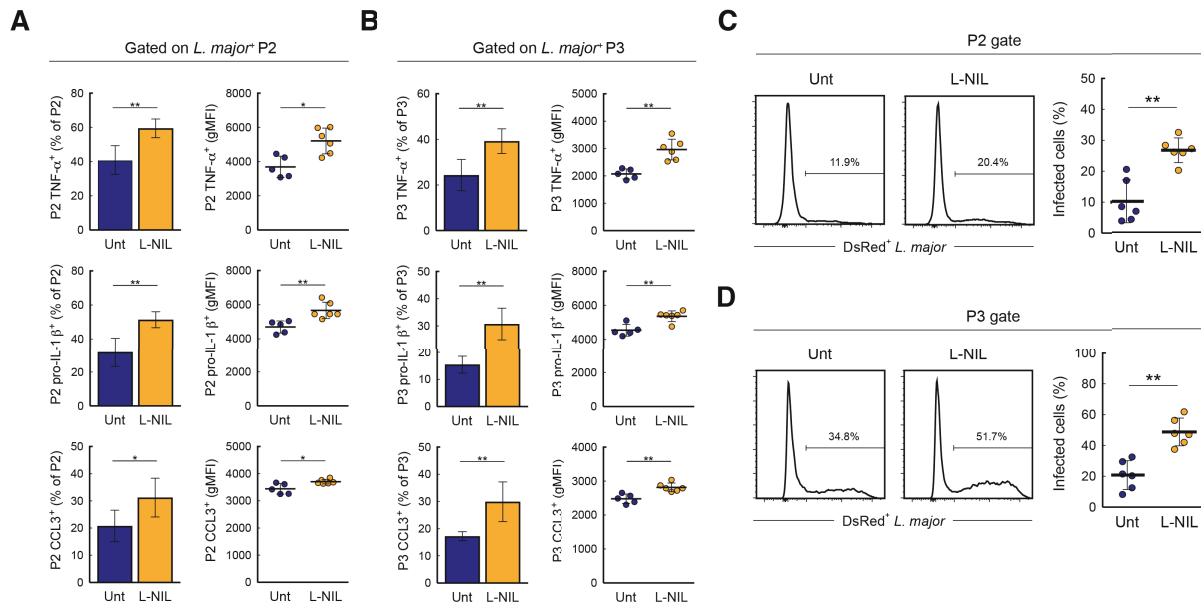 A
Gated on L. major+ P2
P2 TNF-α+ (% of P2)
80
60
40
20
0
**
Unt
L-NIL
P2 TNF-α+ (gMFI)
8000
6000
4000
2000
0
*
Unt
L-NIL
P2 pro-IL-1 β+ (% of P2)
80
60
40
20
0
**
Unt
L-NIL
P2 pro-IL-1 β+ (gMFI)
8000
6000
4000
2000
0
**
Unt
L-NIL
P2 CCL3+ (% of P2)
50
40
30
20
10
0
*
Unt
L-NIL
P2 CCL3+ (gMFI)
5000
4000
3000
2000
1000
0
*
Unt
L-NIL
B
Gated on L. major+ P3
P3 TNF-α+ (% of P3)
60
40
20
0
**
Unt
L-NIL
P3 TNF-α+ (gMFI)
5000
4000
3000
2000
1000
0
**
Unt
L-NIL
P3 pro-IL-1 β+ (% of P3)
50
40
30
20
15
10
5
0
**
Unt
L-NIL
P3 pro-IL-1 β+ (gMFI)
8000
6000
4000
2000
0
**
Unt
L-NIL
P3 CCL3+ (% of P3)
50
40
30
20
10
0
**
Unt
L-NIL
P3 CCL3+ (gMFI)
4000
3000
2000
1000
0
**
Unt
L-NIL
C
P2 gate
Unt
L-NIL
11.9%
20.4%
DsRed+ L. major
Infected cells (%)
50
40
30
20
10
0
**
Unt
L-NIL
D
P3 gate
Unt
L-NIL
34.8%
51.7%
DsRed+ L. major
Infected cells (%)
100
80
60
40
20
0
**
Unt
L-NIL